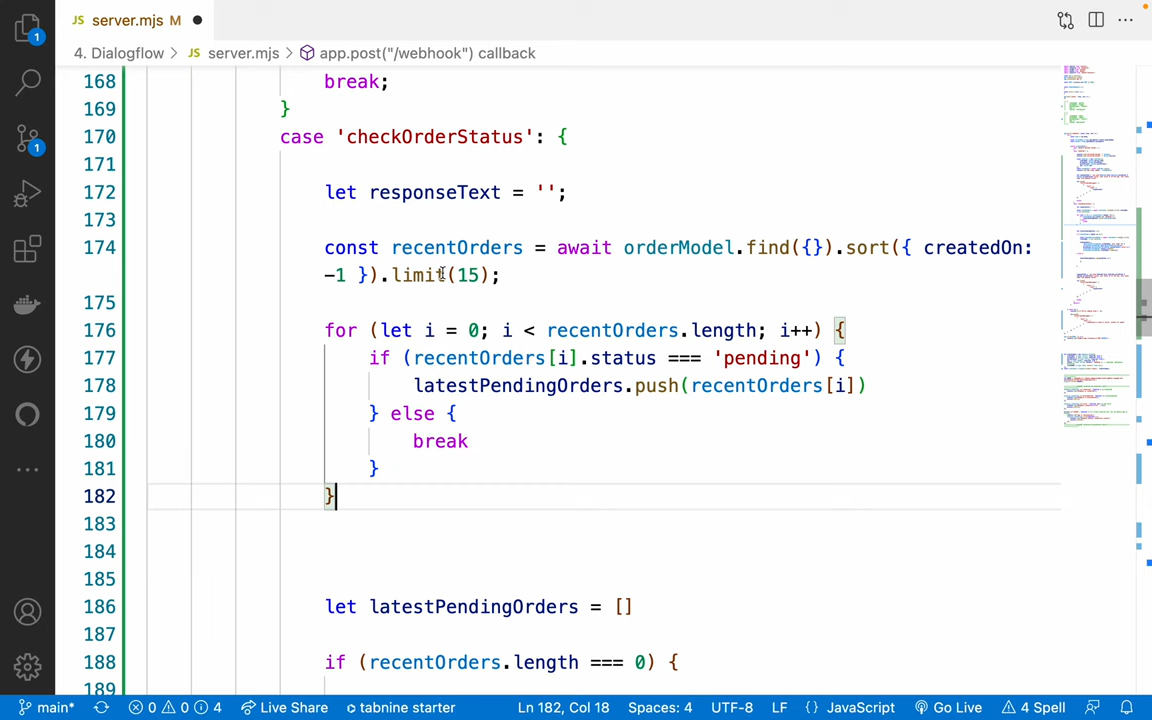 JS server.mjs M
4. Dialogflow > JS server.mjs > app.post("/webhook") callback
168 break;
169 }
170 case 'checkOrderStatus': {
171
172 let responseText = '';
173
174 const recentOrders = await orderModel.find({}).sort({ createdOn:
-1 }).limit(15);
175
176 for (let i = 0; i < recentOrders.length; i++) {
177 if (recentOrders[i].status === 'pending') {
178 latestPendingOrders.push(recentOrders[i])
179 } else {
180 break
181 }
182 }
183
184
185
186 let latestPendingOrders = []
187
188 if (recentOrders.length === 0) {
189
1
1
main* 0 0 4 Live Share tabnine starter Ln 182, Col 18 Spaces: 4 UTF-8 LF {} JavaScript Go Live 4 Spell